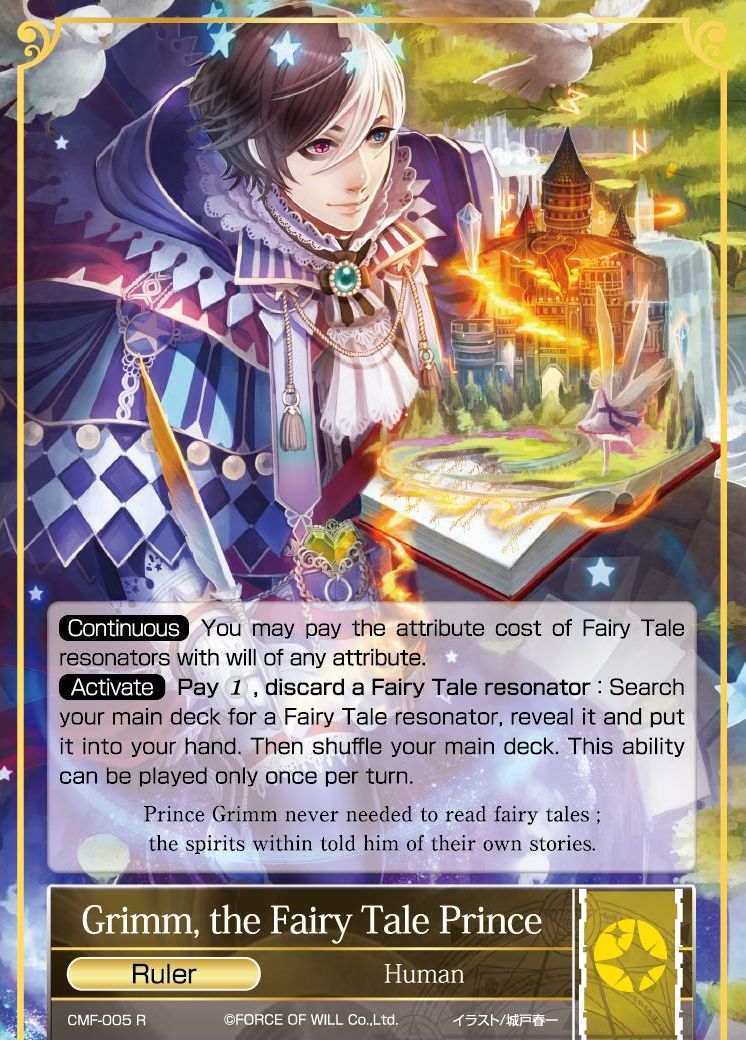 Continuous You may pay the attribute cost of Fairy Tale
resonators with will of any attribute.
Activate Pay 1 , discard a Fairy Tale resonator : Search
your main deck for a Fairy Tale resonator, reveal it and put
it into your hand. Then shuffle your main deck. This ability
can be played only once per turn.
Prince Grimm never needed to read fairy tales ;
the spirits within told him of their own stories.
Grimm, the Fairy Tale Prince
Ruler Human
CMF-005 R ©FORCE OF WILL Co.,Ltd. イラスト/城戸春一